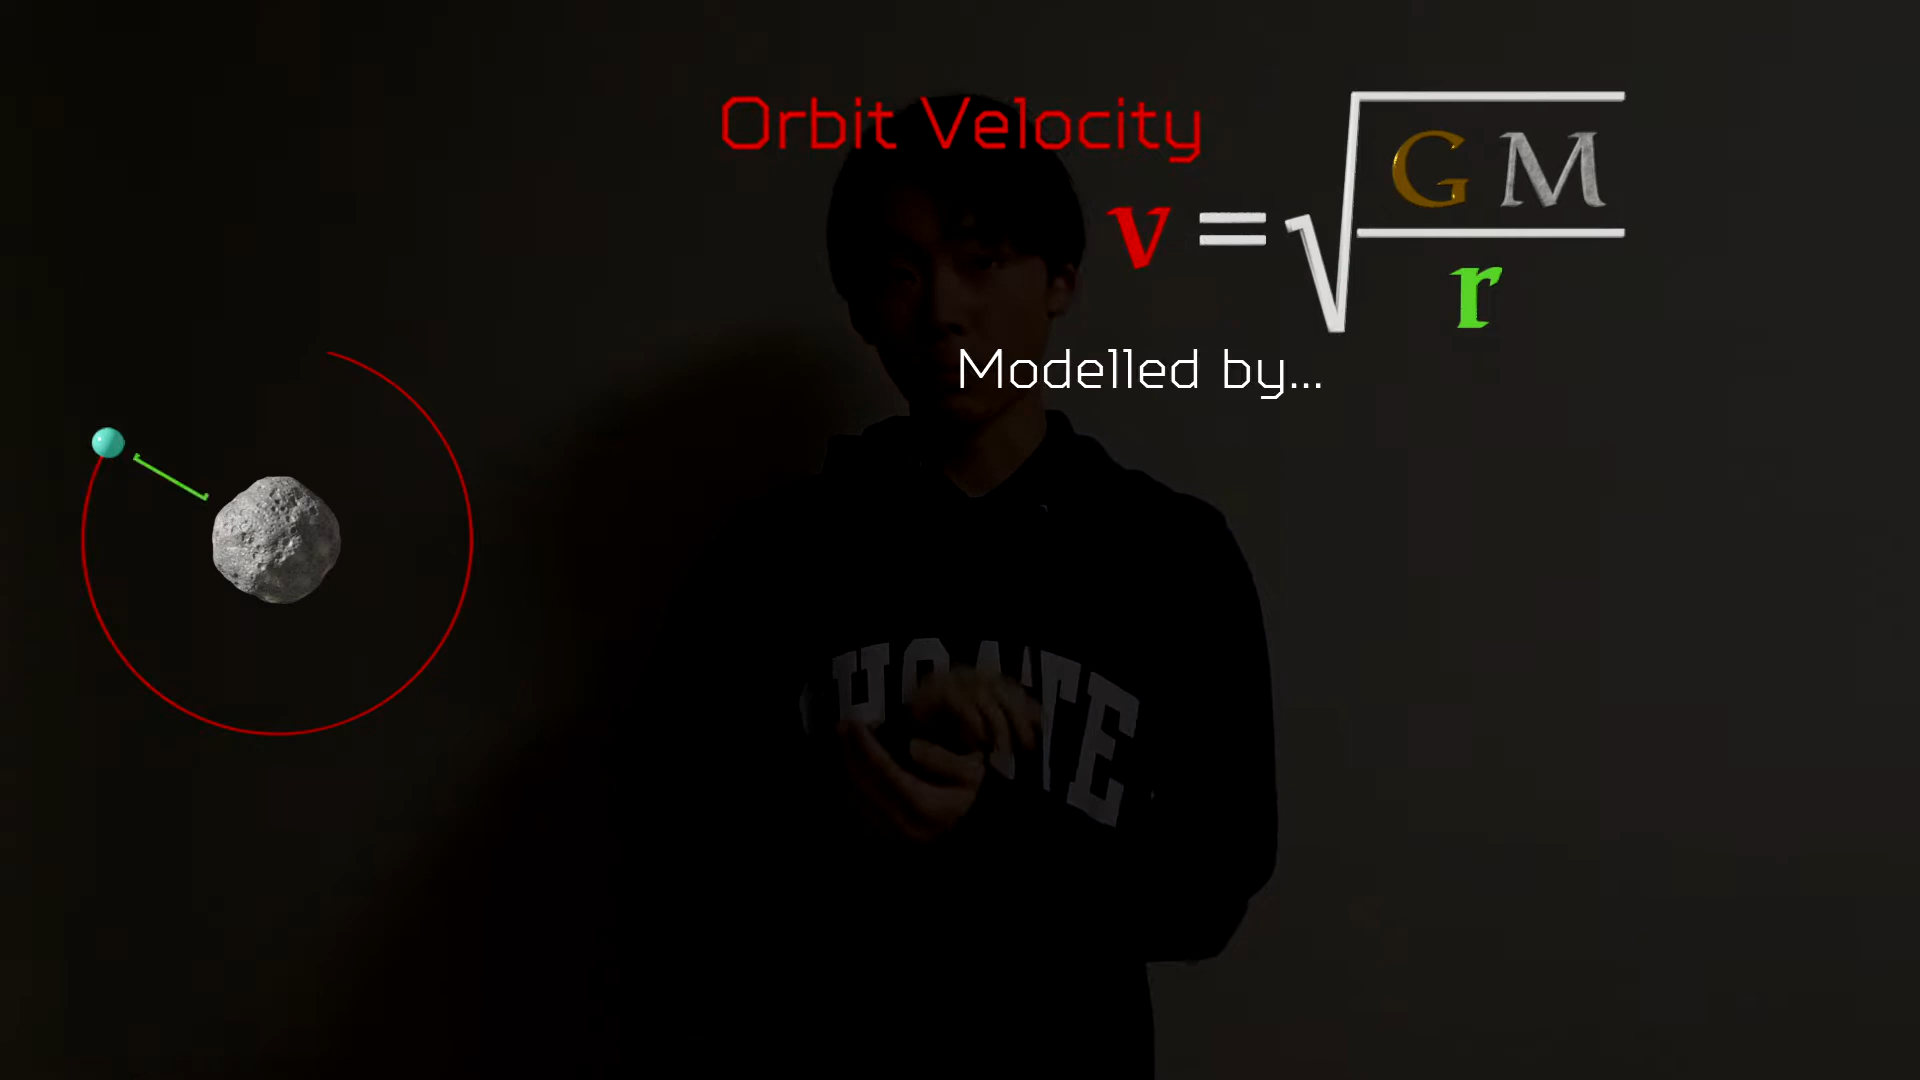 Orbit Velocity
v = √(GM/r)
Modelled by...